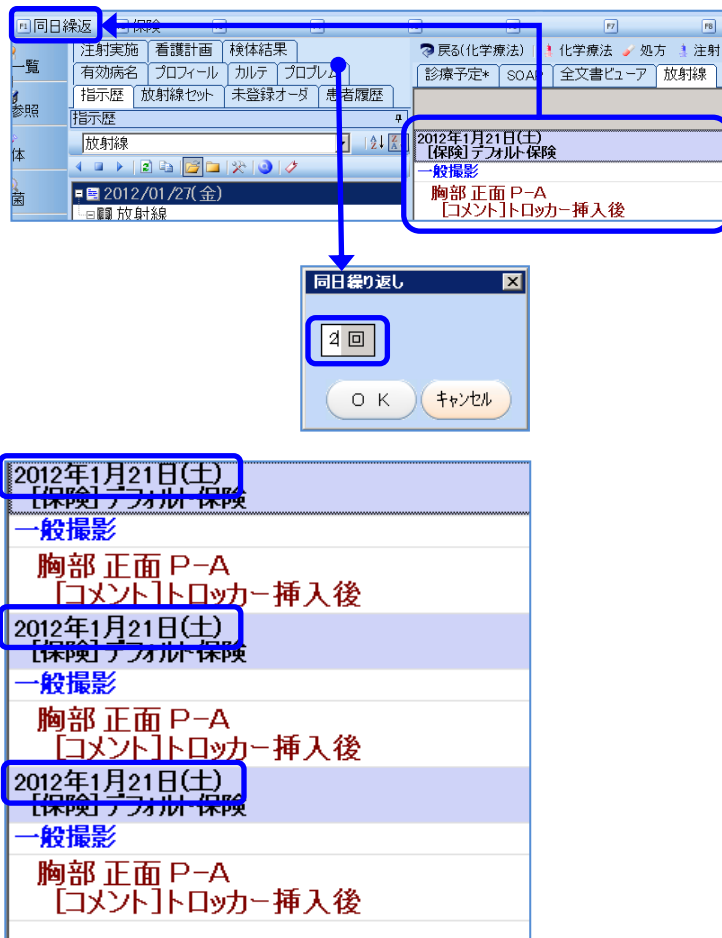 F1 同日繰返 保険 F7 F8
一覧
参照
体
菌
注射実施 看護計画 検体結果
有効病名 プロフィール カルテ プロブレム
指示歴 放射線セット 未登録オーダ 患者履歴
指示歴
放射線
2012/01/27(金)
放射線
戻る(化学療法) 化学療法 処方 注射
診療予定* SOAP 全文書ビューア 放射線
2012年1月21日(土)
[保険]デフォルト保険
一般撮影
胸部 正面 P-A
[コメント]トロッカー挿入後
同日繰り返し
2 回
OK キャンセル
2012年1月21日(土)
[保険]デフォルト保険
一般撮影
胸部 正面 P-A
[コメント]トロッカー挿入後
2012年1月21日(土)
[保険]デフォルト保険
一般撮影
胸部 正面 P-A
[コメント]トロッカー挿入後
2012年1月21日(土)
[保険]デフォルト保険
一般撮影
胸部 正面 P-A
[コメント]トロッカー挿入後